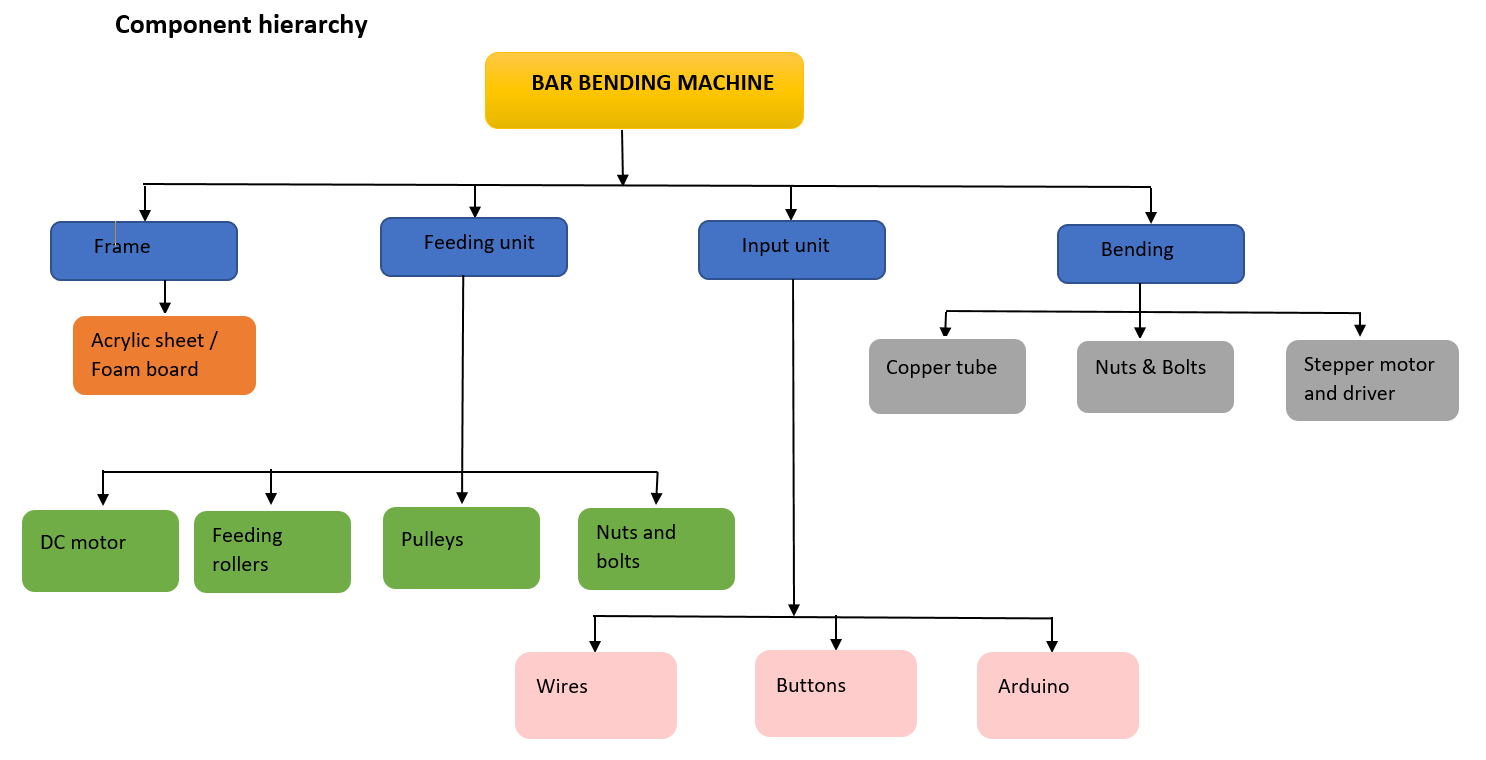 Component hierarchy
BAR BENDING MACHINE
Frame
Feeding unit
Input unit
Bending
Acrylic sheet /
Foam board
Copper tube
Nuts & Bolts
Stepper motor
and driver
DC motor
Feeding
rollers
Pulleys
Nuts and
bolts
Wires
Buttons
Arduino